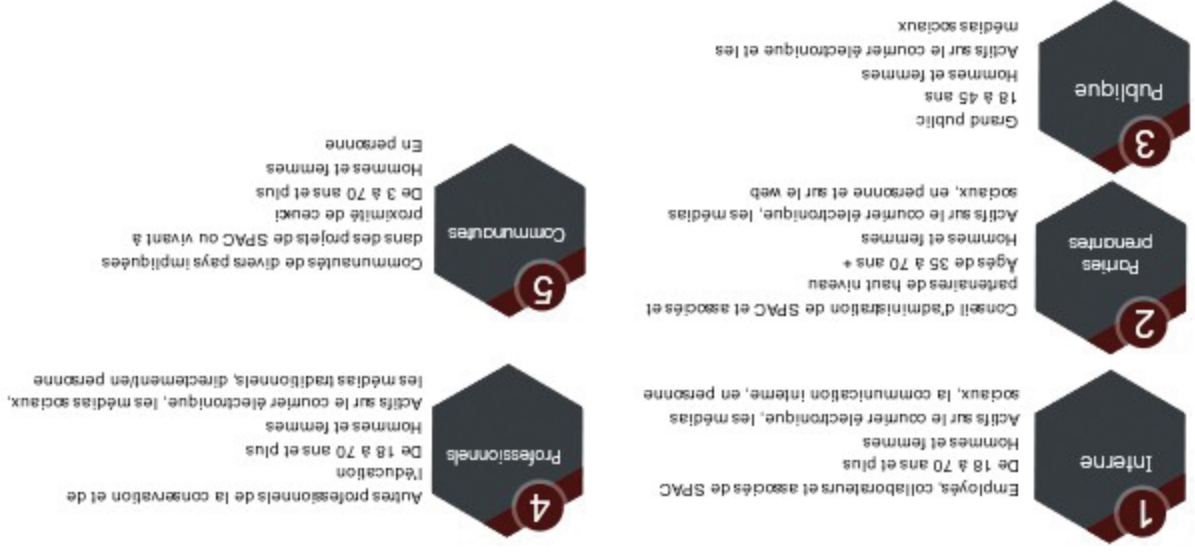 1
Interne
Employés, collaborateurs et associés de SPAC
De 18 à 70 ans et plus
Hommes et femmes
Actifs sur le courrier électronique, les médias
sociaux, la communication interne, en personne
2
Parties
prenantes
Conseil d'administration de SPAC et associés et
partenaires de haut niveau
Âgés de 35 à 70 ans +
Hommes et femmes
Actifs sur le courrier électronique, les médias
sociaux, en personne et sur le web
3
Publique
Grand public
18 à 45 ans
Hommes et femmes
Actifs sur le courrier électronique et les
médias sociaux
4
Professionnels
Autres professionnels de la conservation et de
l'éducation
De 18 à 70 ans et plus
Hommes et femmes
Actifs sur le courrier électronique, les médias sociaux,
les médias traditionnels, directement/en personne
5
Communautes
Communautés de divers pays impliquées
dans des projets de SPAC ou vivant à
proximité de ceuxi
De 3 à 70 ans et plus
Hommes et femmes
En personne